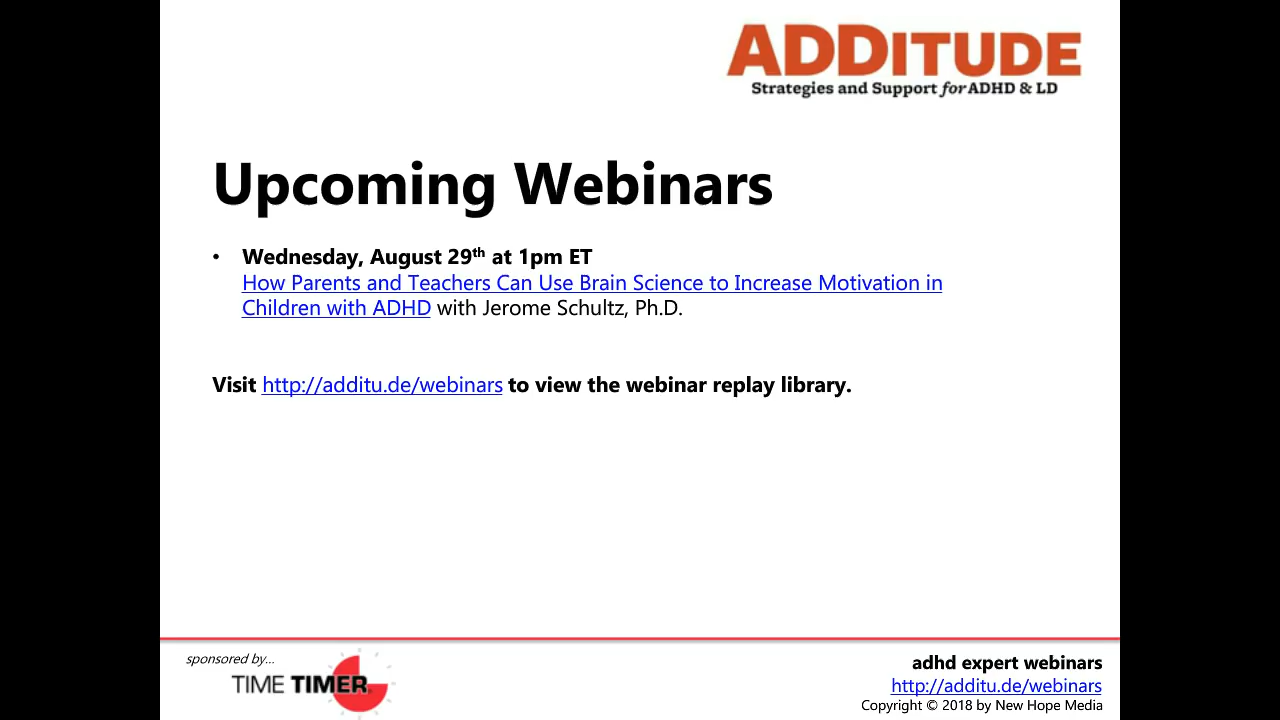 ADDITUDE
Strategies and Support for ADHD & LD
Upcoming Webinars
• Wednesday, August 29th at 1pm ET
How Parents and Teachers Can Use Brain Science to Increase Motivation in
Children with ADHD with Jerome Schultz, Ph.D.
Visit http://additu.de/webinars to view the webinar replay library.
sponsored by...
TIME TIMER
adhd expert webinars
http://additu.de/webinars
Copyright © 2018 by New Hope Media